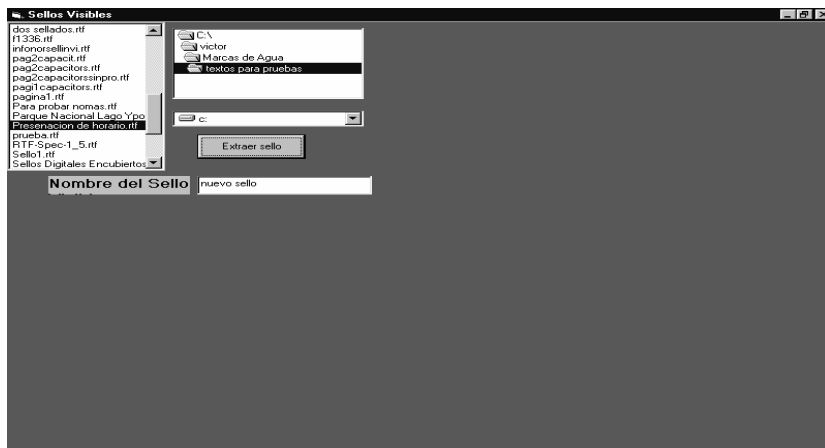 Sellos Visibles
dos sellados.rtf
f1336.rtf
infonorsellinvi.rtf
pag2capacit.rtf
pag2capacitors.rtf
pag2capacitorssinpro.rtf
pagi1capacitors.rtf
pagina1.rtf
Para probar nomas.rtf
Parque Nacional Lago Ypo
Presenacion de horario.rtf
prueba.rtf
RTF-Spec-1_5.rtf
Sello1.rtf
Sellos Digitales Encubiertos
C:\
victor
Marcas de Agua
textos para pruebas
c:
Extraer sello
Nombre del Sello
nuevo sello